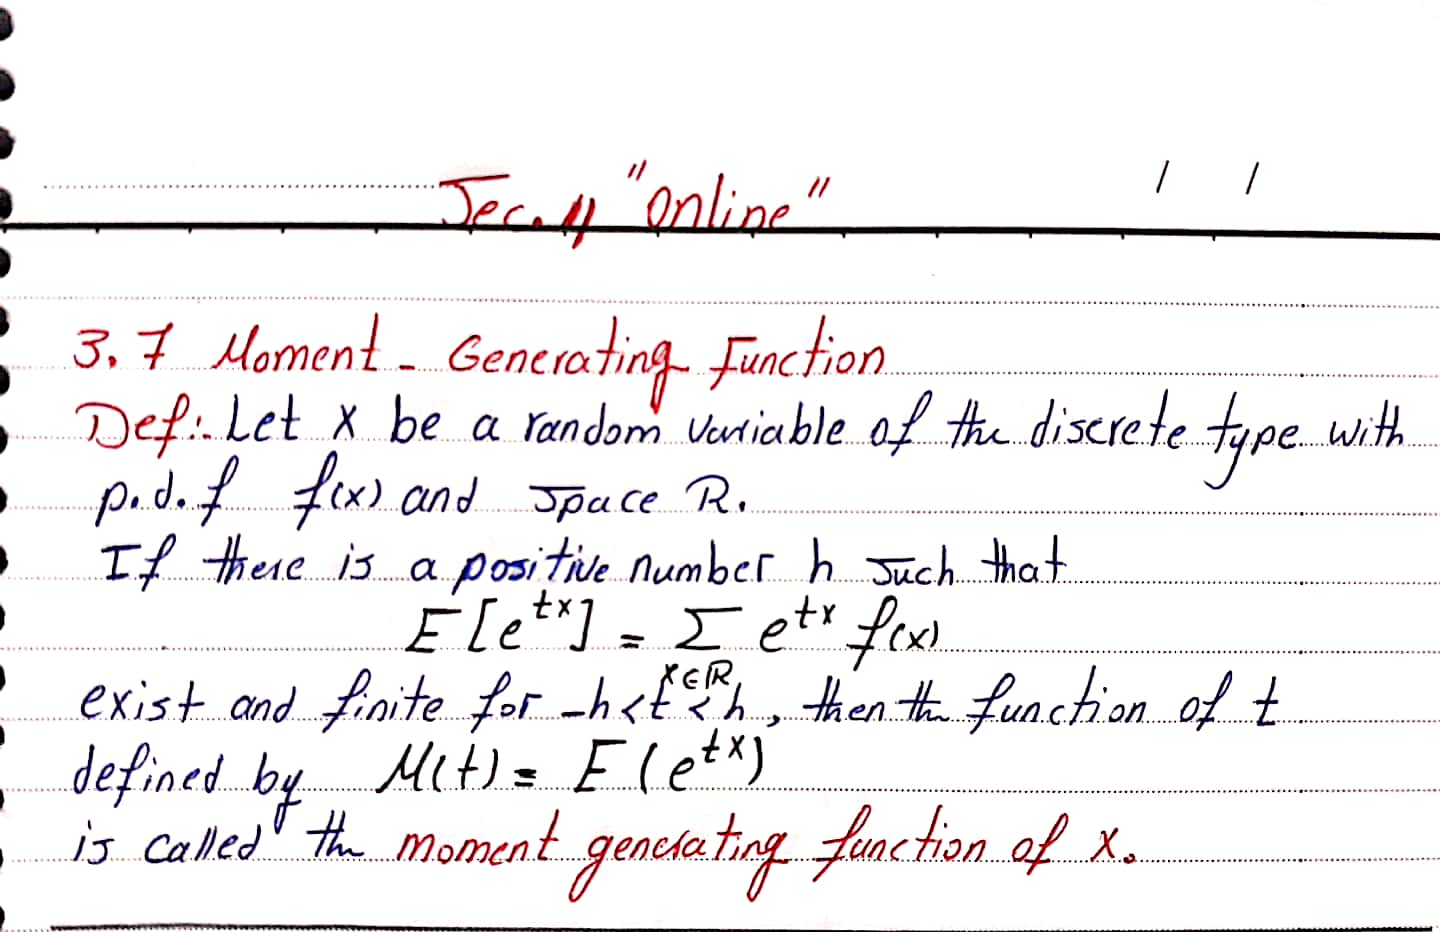 Sec. 4 "Online"
/ /
3.7 Moment - Generating Function
Def:. Let x be a random variable of the discrete type with
p.d.f f(x) and space R.
If there is a positive number h such that
E[e^{tx}] = Σ_{x∈R} e^{tx} f(x)
exist and finite for -h<t<h, then the function of t
defined by M(t) = E(e^{tx})
is called the moment generating function of x.